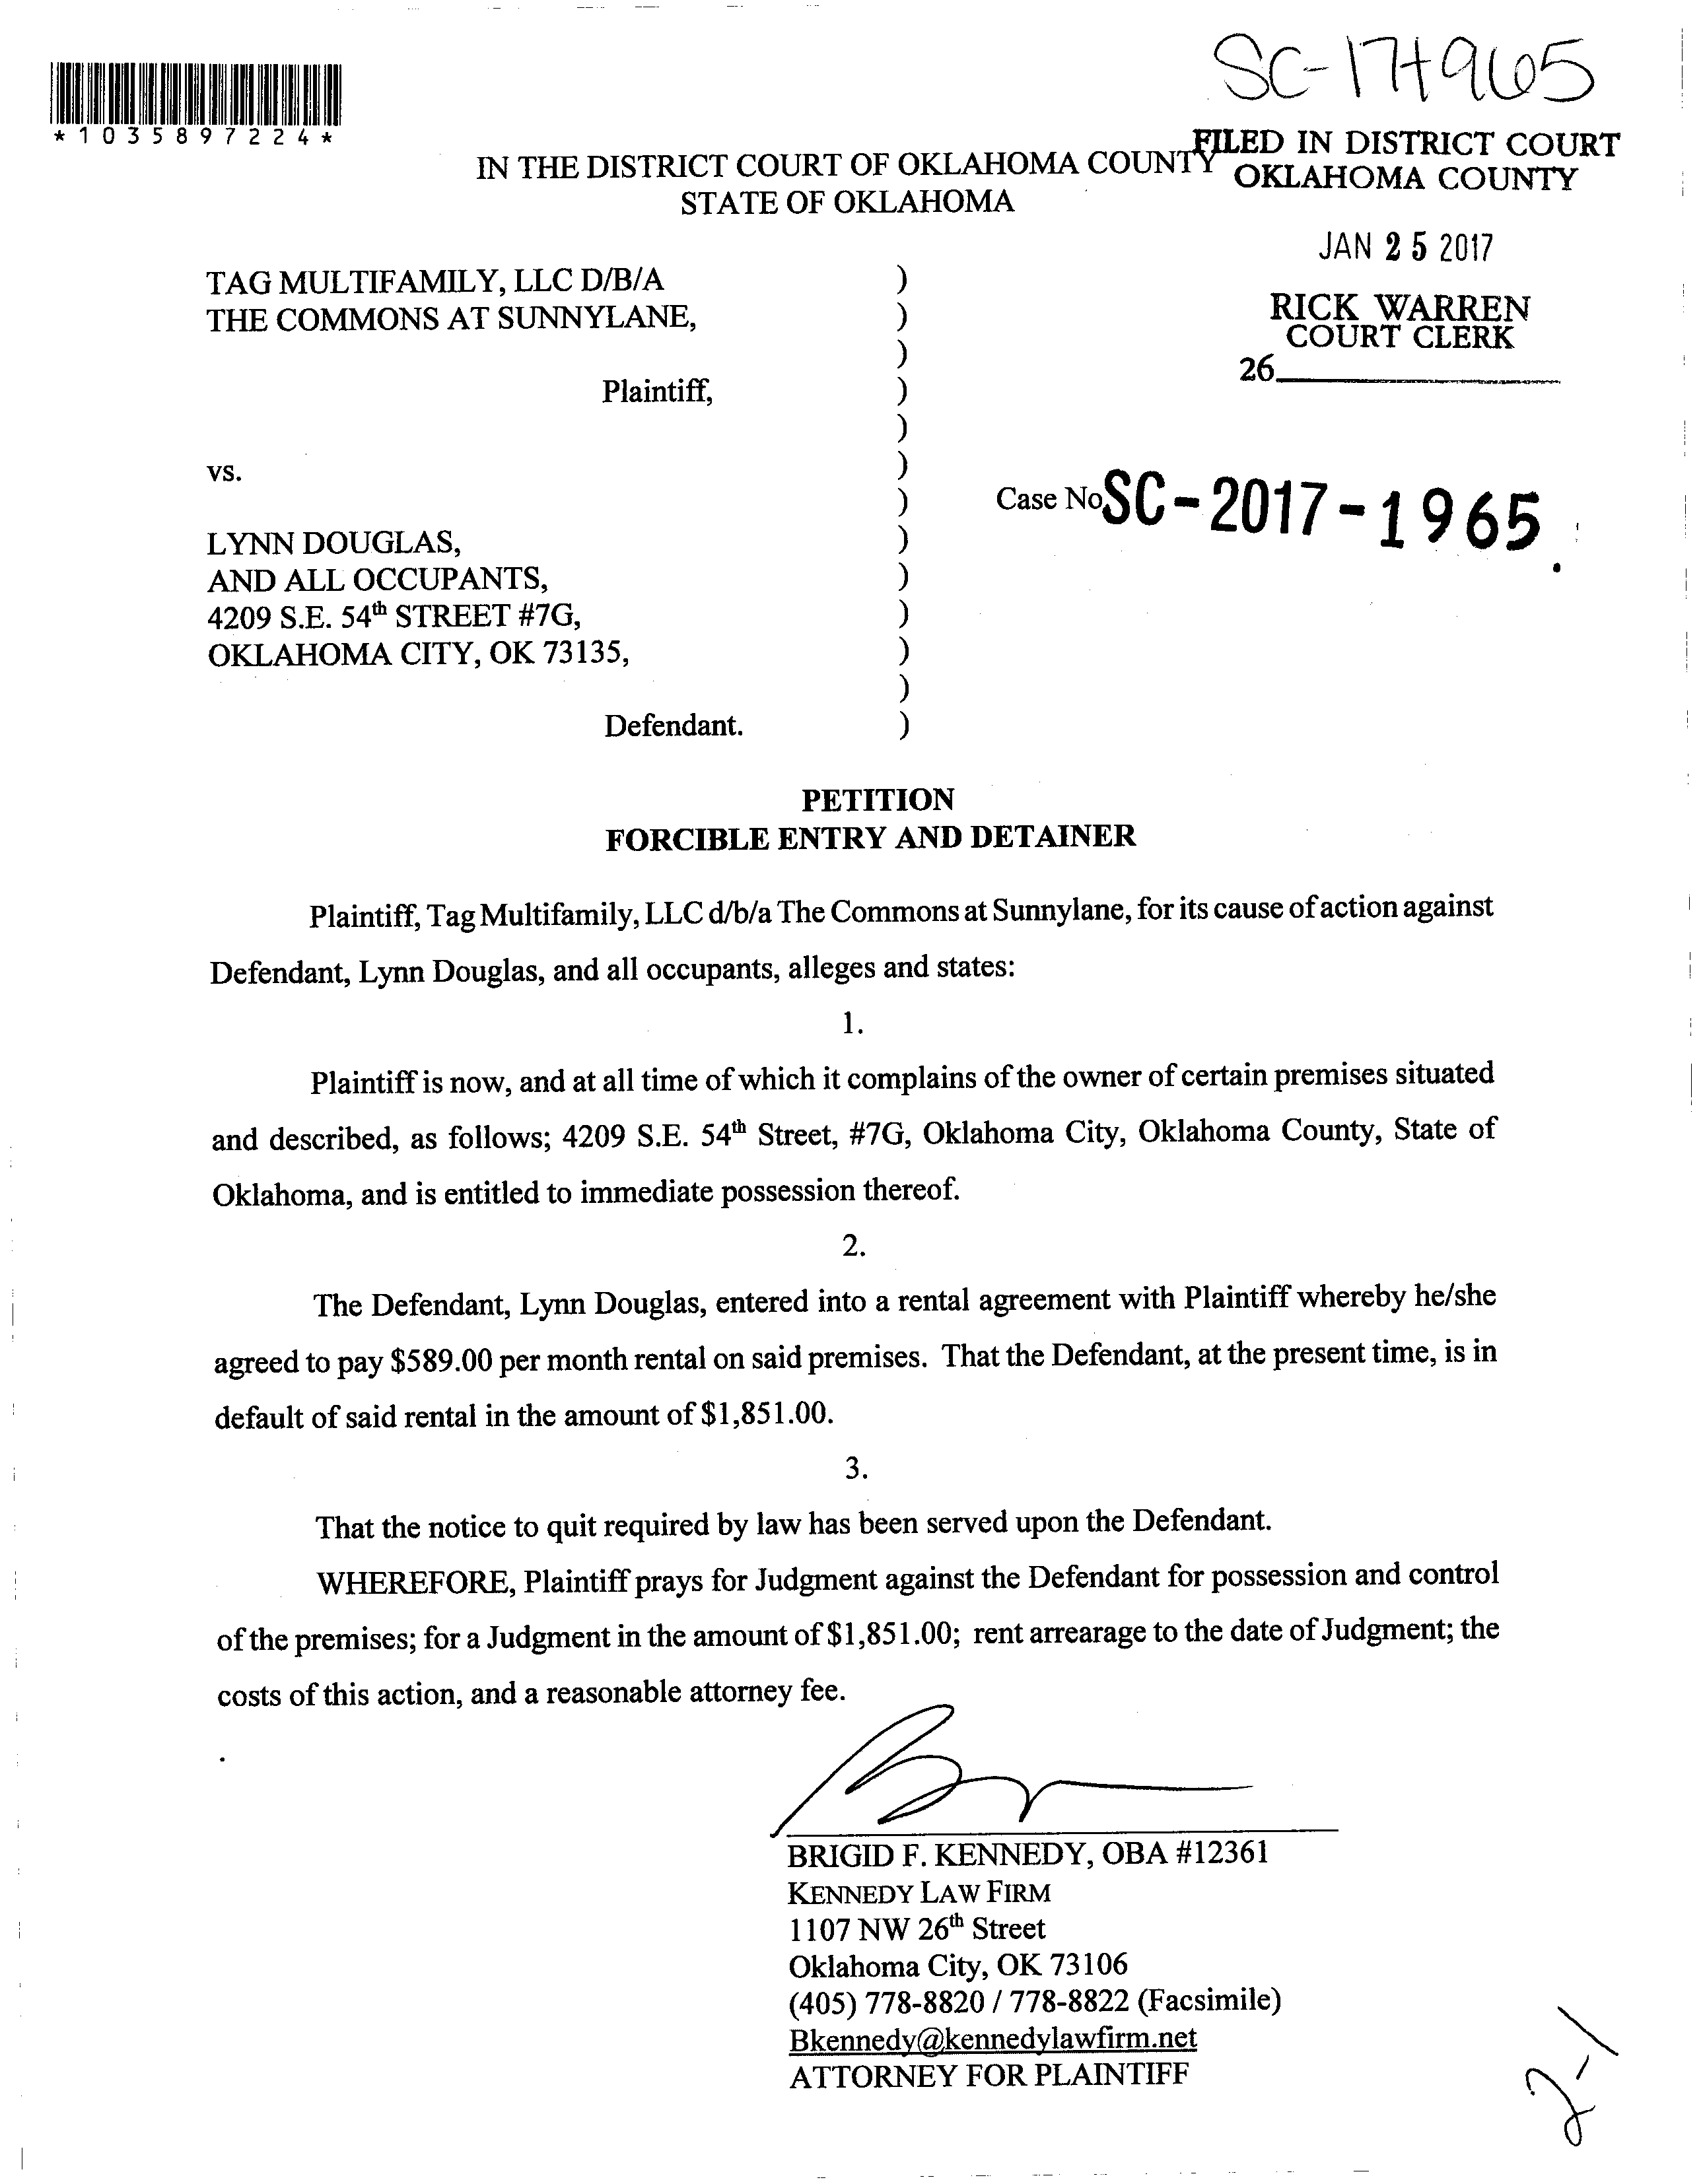 SC-17-1965
*1035897224*
FILED IN DISTRICT COURT
OKLAHOMA COUNTY
IN THE DISTRICT COURT OF OKLAHOMA COUNTY
STATE OF OKLAHOMA
JAN 25 2017
RICK WARREN
COURT CLERK
26
TAG MULTIFAMILY, LLC D/B/A )
THE COMMONS AT SUNNYLANE, )
)
Plaintiff, )
)
vs. )
) Case No SC-2017-1965.
LYNN DOUGLAS, )
AND ALL OCCUPANTS, )
4209 S.E. 54th STREET #7G, )
OKLAHOMA CITY, OK 73135, )
)
Defendant. )
PETITION
FORCIBLE ENTRY AND DETAINER
Plaintiff, Tag Multifamily, LLC d/b/a The Commons at Sunnylane, for its cause of action against
Defendant, Lynn Douglas, and all occupants, alleges and states:
1.
Plaintiff is now, and at all time of which it complains of the owner of certain premises situated
and described, as follows; 4209 S.E. 54th Street, #7G, Oklahoma City, Oklahoma County, State of
Oklahoma, and is entitled to immediate possession thereof.
2.
The Defendant, Lynn Douglas, entered into a rental agreement with Plaintiff whereby he/she
agreed to pay $589.00 per month rental on said premises. That the Defendant, at the present time, is in
default of said rental in the amount of $1,851.00.
3.
That the notice to quit required by law has been served upon the Defendant.
WHEREFORE, Plaintiff prays for Judgment against the Defendant for possession and control
of the premises; for a Judgment in the amount of $1,851.00; rent arrearage to the date of Judgment; the
costs of this action, and a reasonable attorney fee.
BRIGID F. KENNEDY, OBA #12361
KENNEDY LAW FIRM
1107 NW 26th Street
Oklahoma City, OK 73106
(405) 778-8820 / 778-8822 (Facsimile)
Bkennedy@kennedylawfirm.net
ATTORNEY FOR PLAINTIFF
2-1